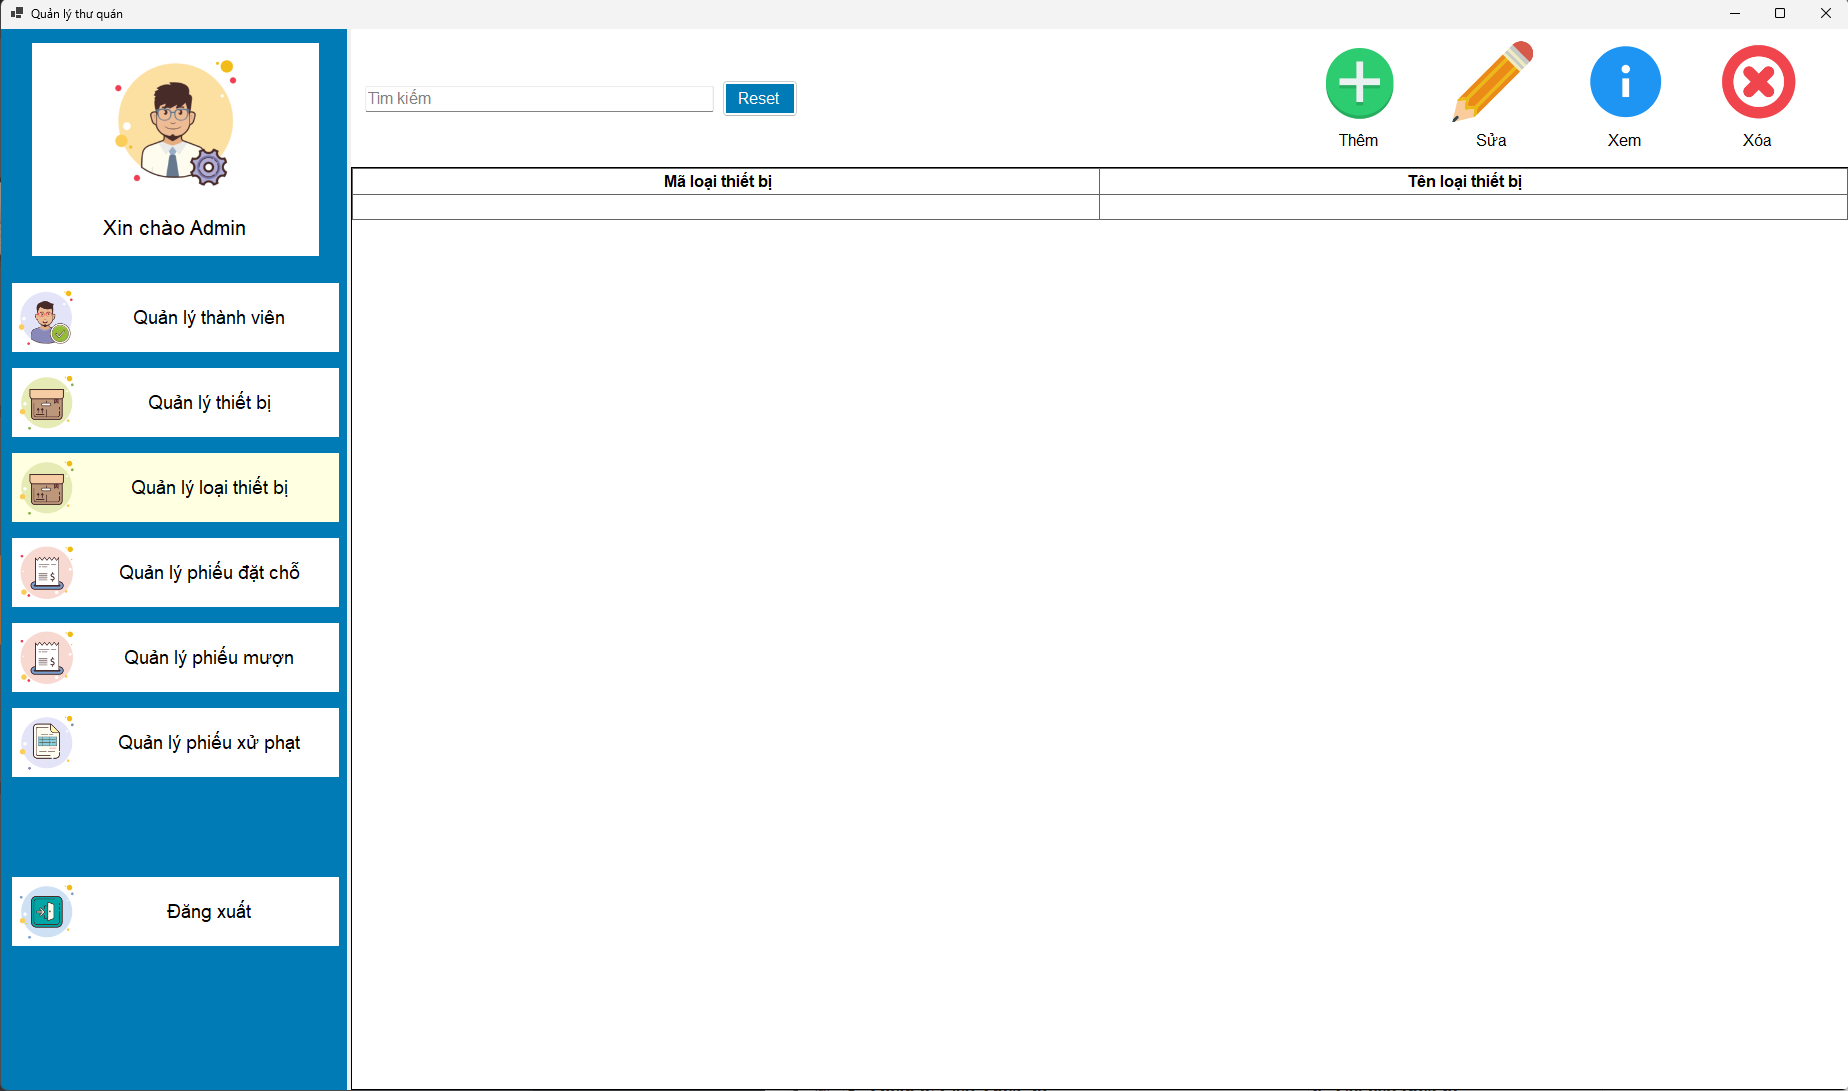 Quản lý thư quán
Xin chào Admin
Quản lý thành viên
Quản lý thiết bị
Quản lý loại thiết bị
Quản lý phiếu đặt chỗ
Quản lý phiếu mượn
Quản lý phiếu xử phạt
Đăng xuất
Tìm kiếm
Reset
Thêm
Sửa
Xem
Xóa
Mã loại thiết bị
Tên loại thiết bị